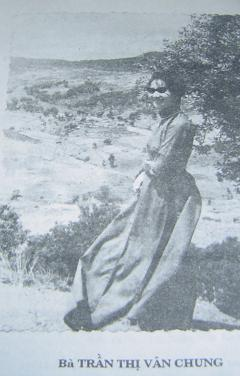 Bà TRẦN THỊ VÂN CHUNG